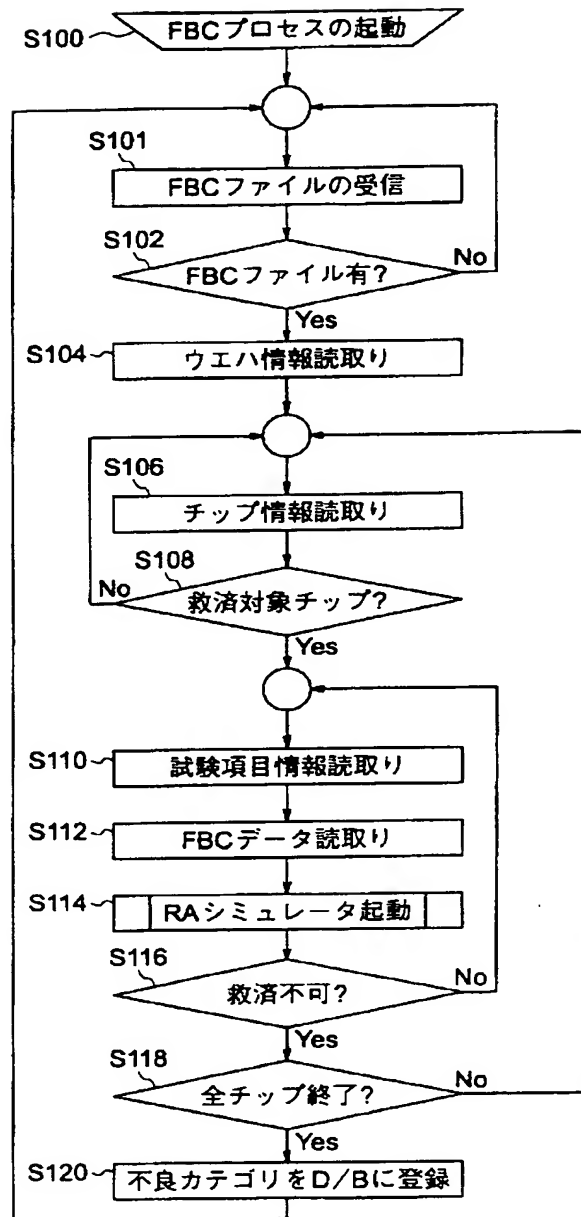 S100
FBCプロセスの起動
S101
FBCファイルの受信
S102
FBCファイル有?
No
Yes
S104
ウエハ情報読取り
S106
チップ情報読取り
S108
No
救済対象チップ?
Yes
S110
試験項目情報読取り
S112
FBCデータ読取り
S114
RAシミュレータ起動
S116
救済不可?
No
Yes
S118
全チップ終了?
No
Yes
S120
不良カテゴリをD/Bに登録